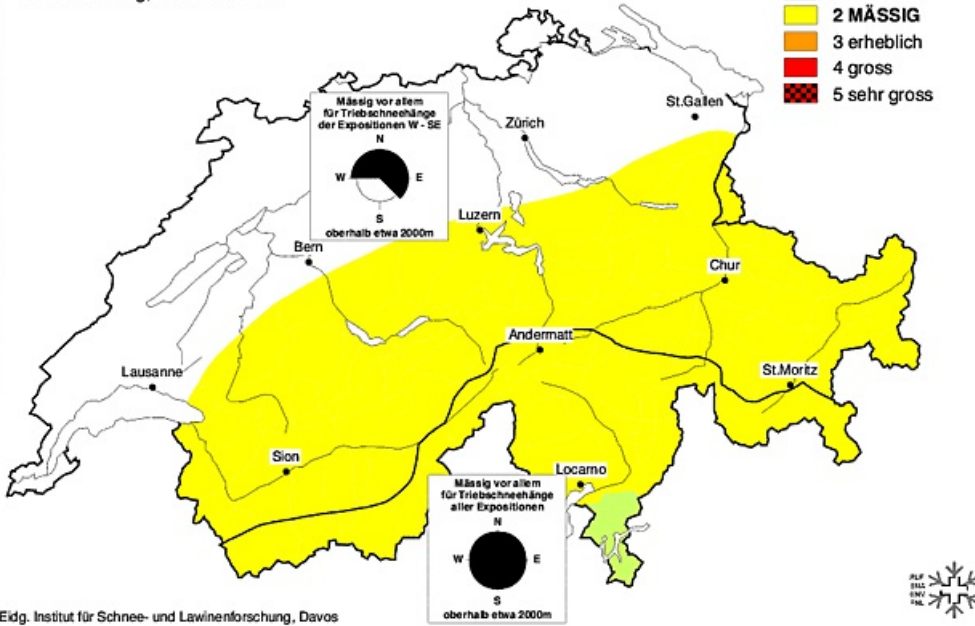 2 MÄSSIG
3 erheblich
4 gross
5 sehr gross
St.Gallen
Zürich
Mässig vor allem
für Triebschneehänge
der Expositionen W - SE
N
W E
S
oberhalb etwa 2000m
Luzern
Bern
Chur
Andermatt
Lausanne
St.Moritz
Sion
Locarno
Mässig vor allem
für Triebschneehänge
aller Expositionen
N
W E
S
oberhalb etwa 2000m
Eidg. Institut für Schnee- und Lawinenforschung, Davos